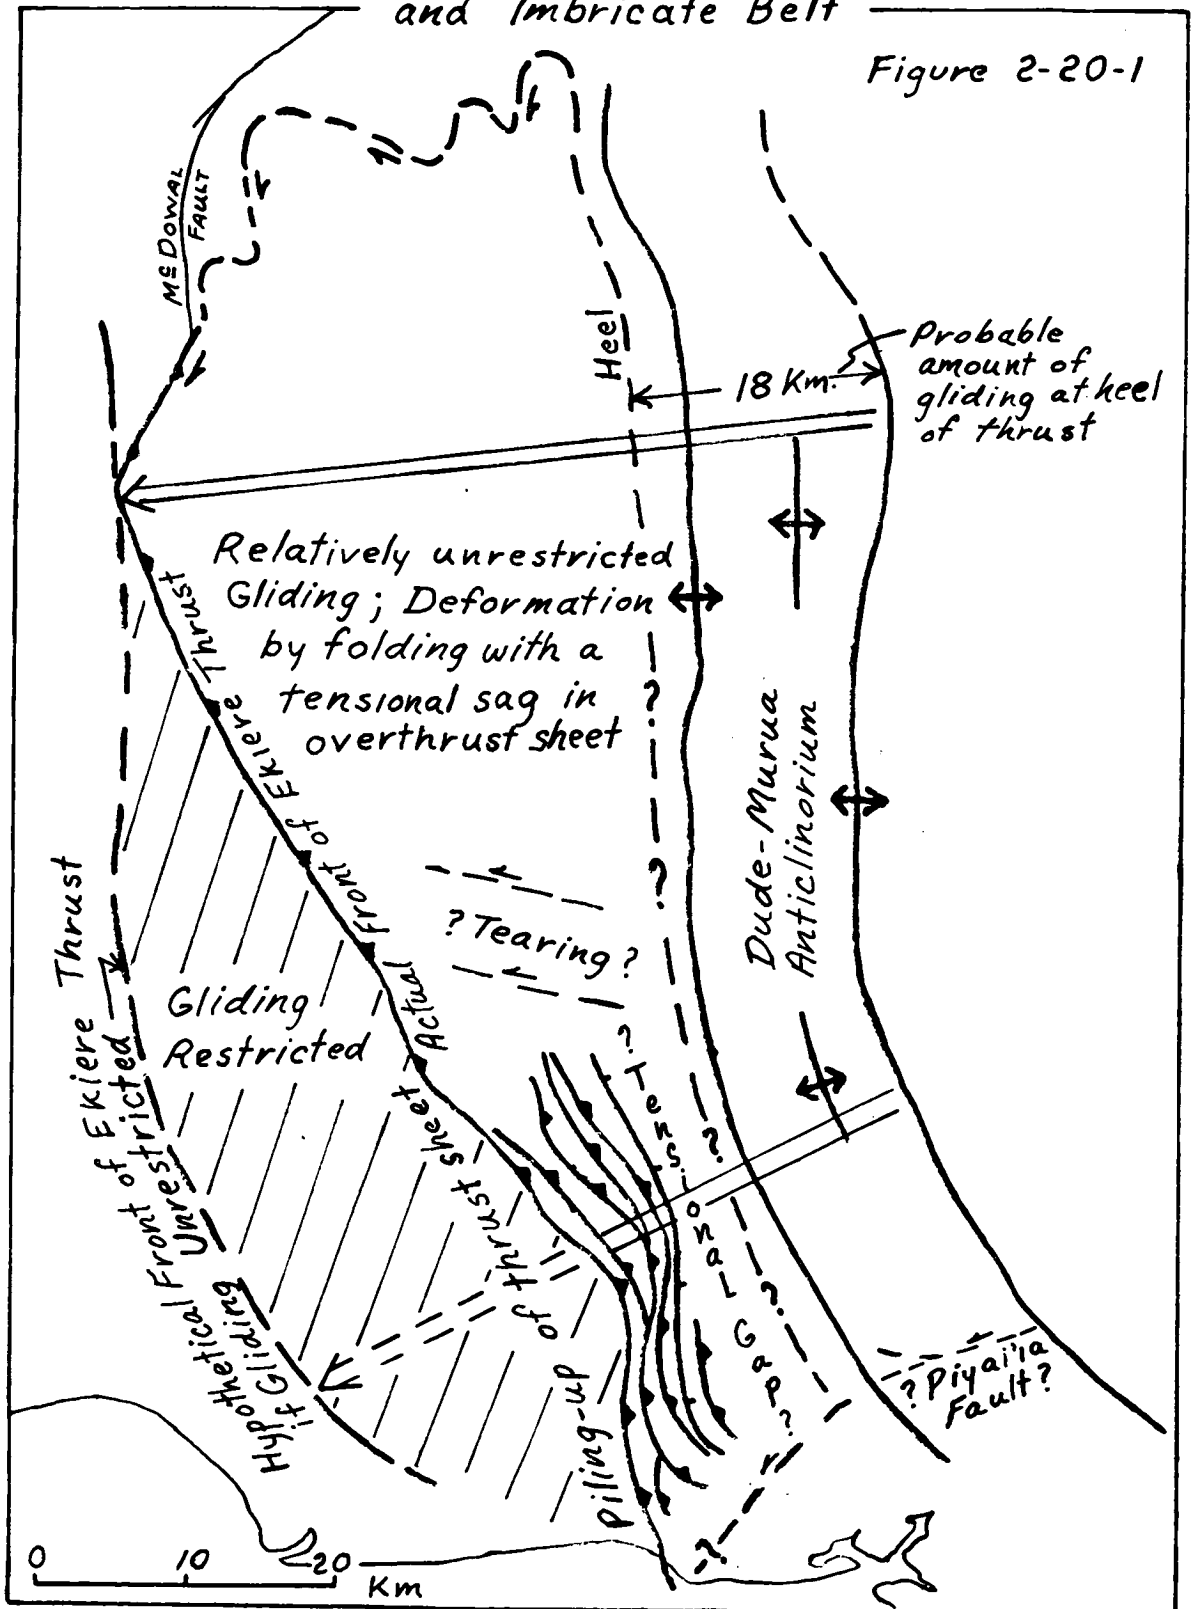 and Imbricate Belt
Figure 2-20-1
McDOWAL
FAULT
Heel
Probable
amount of
gliding at heel
of thrust
18 Km.
Relatively unrestricted
Gliding; Deformation
by folding with a
tensional sag in
overthrust sheet
Actual Front of Ekiere Thrust
Dude-Murua
Anticlinorium
?
?
? Tearing ?
Gliding
Restricted
Hypothetical Front of Ekiere Thrust
if Gliding Unrestricted
Piling-up of thrust sheet
? Tensional Gap?
?
?
?
? Piyai'ia
Fault?
0 10 20
Km